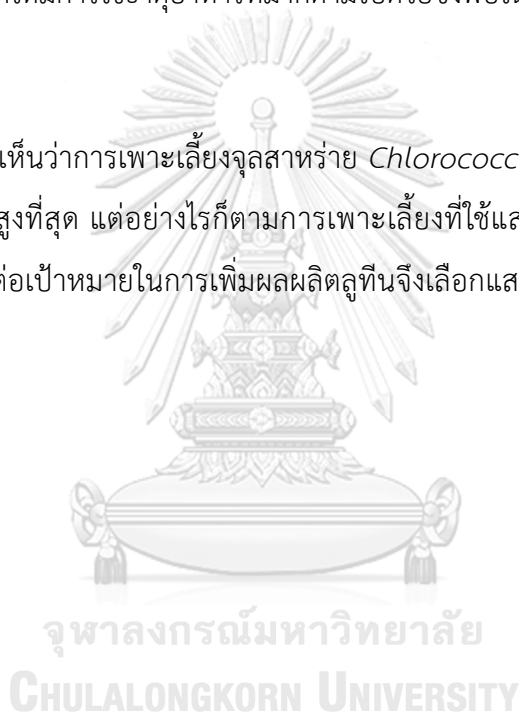 เห็นว่าการเพาะเลี้ยงจุลสาหร่าย Chlorococc
สูงที่สุด แต่อย่างไรก็ตามการเพาะเลี้ยงที่ใช้แส
ต่อเป้าหมายในการเพิ่มผลผลิตลูทีนจึงเลือกแส
จุฬาลงกรณ์มหาวิทยาลัย
CHULALONGKORN UNIVERSITY